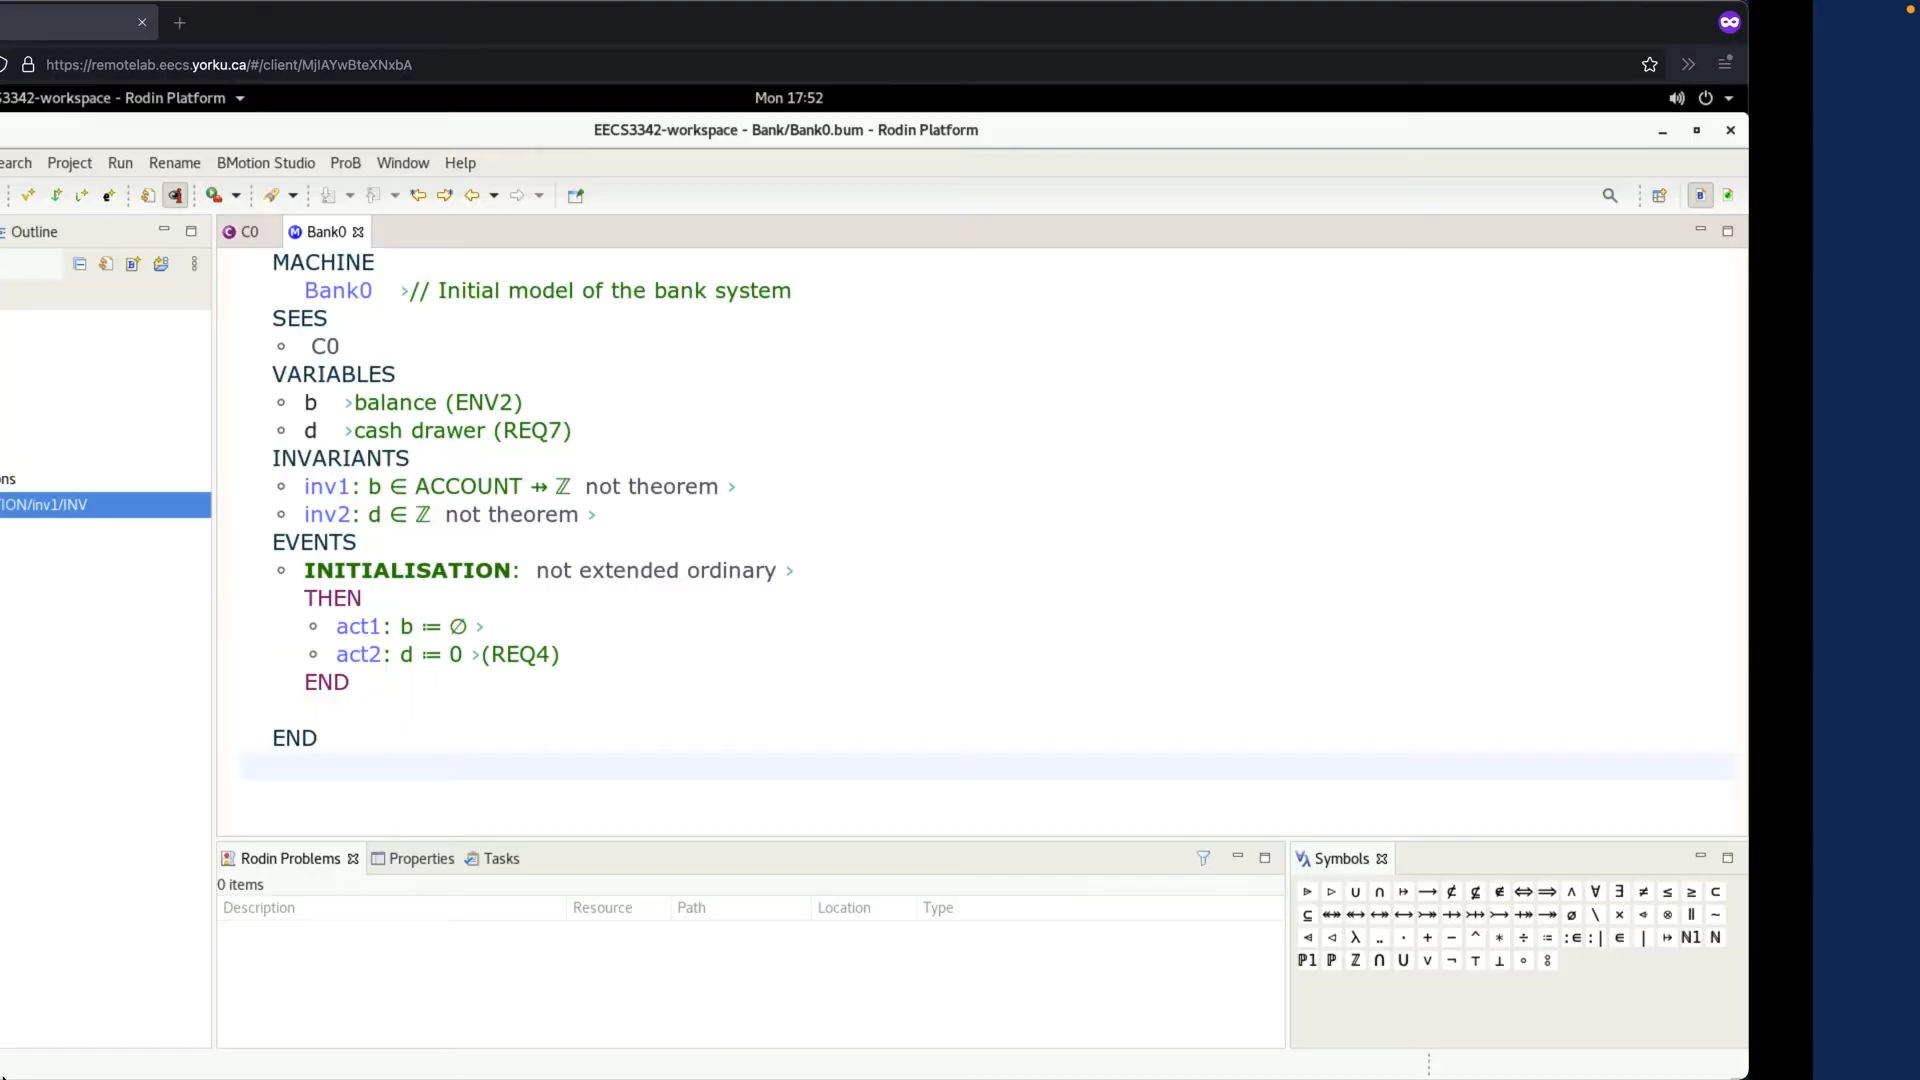 https://remotelab.eecs.yorku.ca/#/client/MjIAYwBteXNxbA
3342-workspace - Rodin Platform
Mon 17:52
EECS3342-workspace - Bank/Bank0.bum - Rodin Platform
earch Project Run Rename BMotion Studio ProB Window Help
Outline
C0
Bank0
MACHINE
Bank0 ›// Initial model of the bank system
SEES
◦ C0
VARIABLES
◦ b ›balance (ENV2)
◦ d ›cash drawer (REQ7)
INVARIANTS
◦ inv1: b ∈ ACCOUNT ⇸ ℤ not theorem ›
◦ inv2: d ∈ ℤ not theorem ›
EVENTS
◦ INITIALISATION: not extended ordinary ›
THEN
◦ act1: b ≔ ∅ ›
◦ act2: d ≔ 0 ›(REQ4)
END
END
ns
ION/inv1/INV
Rodin Problems
Properties
Tasks
0 items
Description Resource Path Location Type
Symbols